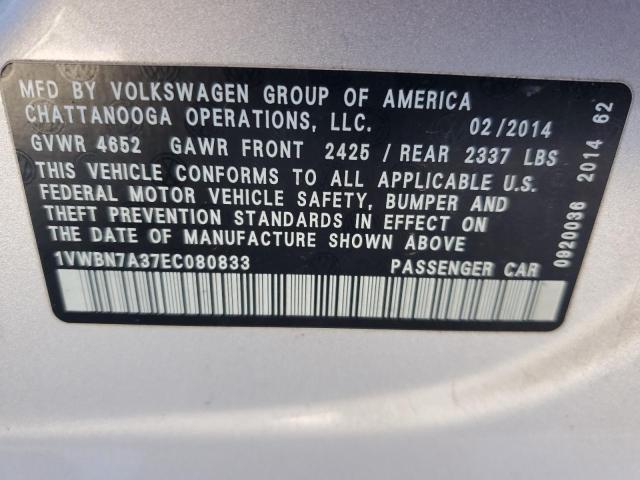 MFD BY VOLKSWAGEN GROUP OF AMERICA
CHATTANOOGA OPERATIONS, LLC. 02/2014
GVWR 4652 GAWR FRONT 2425 / REAR 2337 LBS
THIS VEHICLE CONFORMS TO ALL APPLICABLE U.S.
FEDERAL MOTOR VEHICLE SAFETY, BUMPER AND
THEFT PREVENTION STANDARDS IN EFFECT ON
THE DATE OF MANUFACTURE SHOWN ABOVE
1VWBN7A37EC080833 PASSENGER CAR
0920036 2014 62